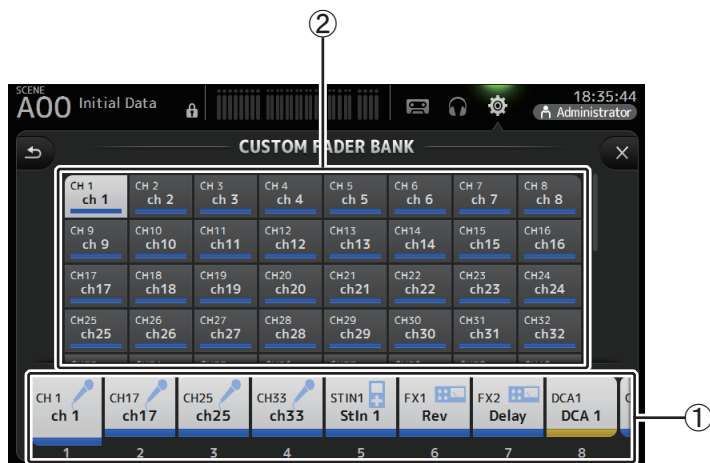 ②
SCENE
A00 Initial Data
18:35:44
Administrator
CUSTOM FADER BANK
CH 1 CH 2 CH 3 CH 4 CH 5 CH 6 CH 7 CH 8
ch 1 ch 2 ch 3 ch 4 ch 5 ch 6 ch 7 ch 8
CH 9 CH10 CH11 CH12 CH13 CH14 CH15 CH16
ch 9 ch10 ch11 ch12 ch13 ch14 ch15 ch16
CH17 CH18 CH19 CH20 CH21 CH22 CH23 CH24
ch17 ch18 ch19 ch20 ch21 ch22 ch23 ch24
CH25 CH26 CH27 CH28 CH29 CH30 CH31 CH32
ch25 ch26 ch27 ch28 ch29 ch30 ch31 ch32
CH 1 CH17 CH25 CH33 STIN1 FX1 FX2 DCA1
ch 1 ch17 ch25 ch33 StIn 1 Rev Delay DCA 1
①
1 2 3 4 5 6 7 8